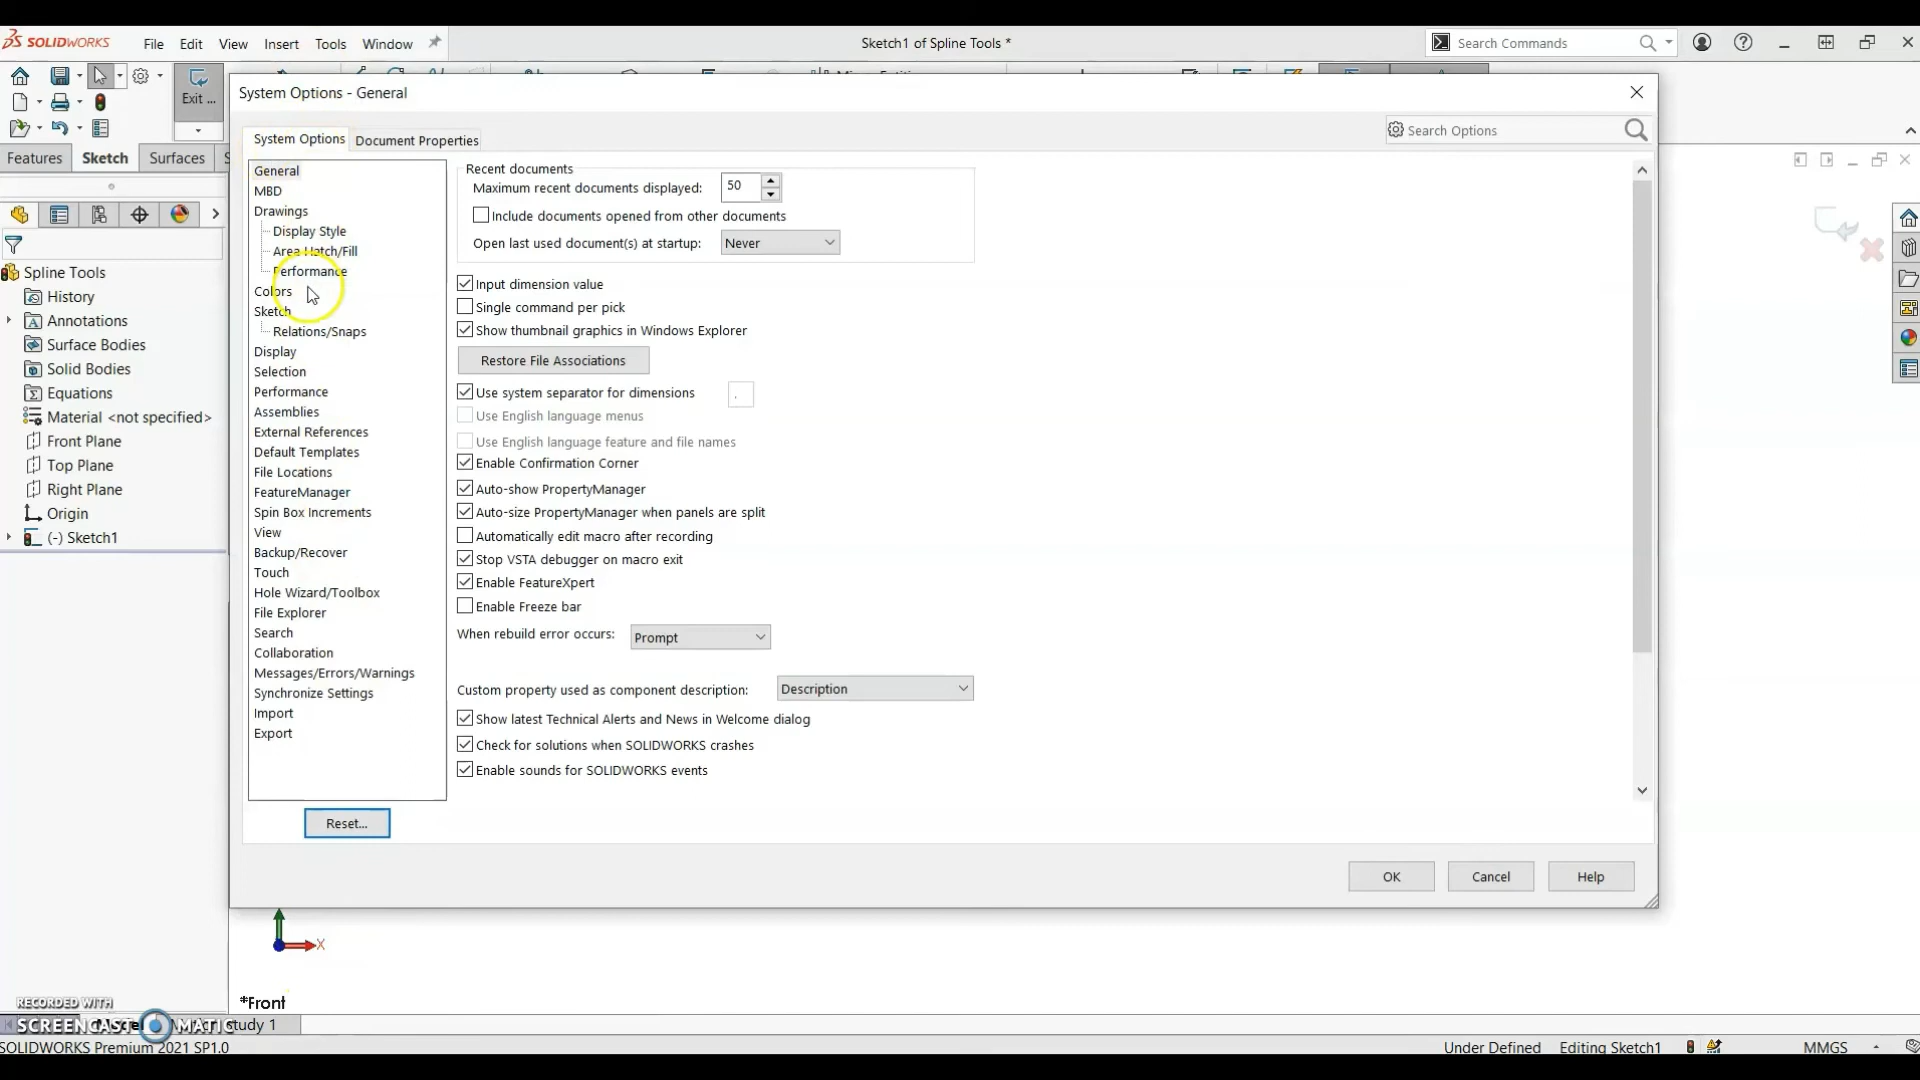 SOLIDWORKS
File Edit View Insert Tools Window
Sketch1 of Spline Tools *
Search Commands
Exit ...
System Options - General
System Options
Document Properties
Search Options
Features
Sketch
Surfaces
General
MBD
Drawings
Display Style
Area Hatch/Fill
Performance
Colors
Sketch
Relations/Snaps
Display
Selection
Performance
Assemblies
External References
Default Templates
File Locations
FeatureManager
Spin Box Increments
View
Backup/Recover
Touch
Hole Wizard/Toolbox
File Explorer
Search
Collaboration
Messages/Errors/Warnings
Synchronize Settings
Import
Export
Reset...
Recent documents
Maximum recent documents displayed: 50
Include documents opened from other documents
Open last used document(s) at startup: Never
Input dimension value
Single command per pick
Show thumbnail graphics in Windows Explorer
Restore File Associations
Use system separator for dimensions .
Use English language menus
Use English language feature and file names
Enable Confirmation Corner
Auto-show PropertyManager
Auto-size PropertyManager when panels are split
Automatically edit macro after recording
Stop VSTA debugger on macro exit
Enable FeatureXpert
Enable Freeze bar
When rebuild error occurs: Prompt
Custom property used as component description: Description
Show latest Technical Alerts and News in Welcome dialog
Check for solutions when SOLIDWORKS crashes
Enable sounds for SOLIDWORKS events
OK Cancel Help
Spline Tools
History
Annotations
Surface Bodies
Solid Bodies
Equations
Material <not specified>
Front Plane
Top Plane
Right Plane
Origin
(-) Sketch1
X
*Front
RECORDED WITH
SCREENCAST MATIC
Study 1
SOLIDWORKS Premium 2021 SP1.0
Under Defined Editing Sketch1 MMGS